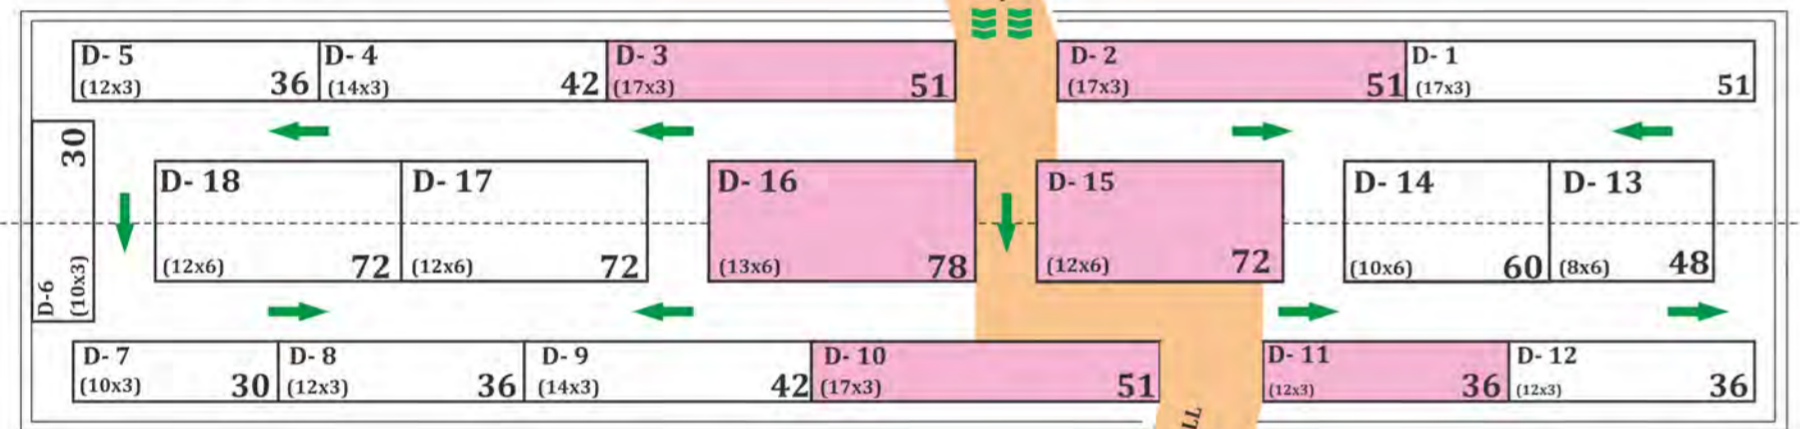 D- 5
(12x3) 36
D- 4
(14x3) 42
D- 3
(17x3) 51
D- 2
(17x3) 51
D- 1
(17x3) 51
30
D-6
(10x3)
D- 18
(12x6) 72
D- 17
(12x6) 72
D- 16
(13x6) 78
D- 15
(12x6) 72
D- 14
(10x6) 60
D- 13
(8x6) 48
D- 7
(10x3) 30
D- 8
(12x3) 36
D- 9
(14x3) 42
D- 10
(17x3) 51
D- 11
(12x3) 36
D- 12
(12x3) 36
LL